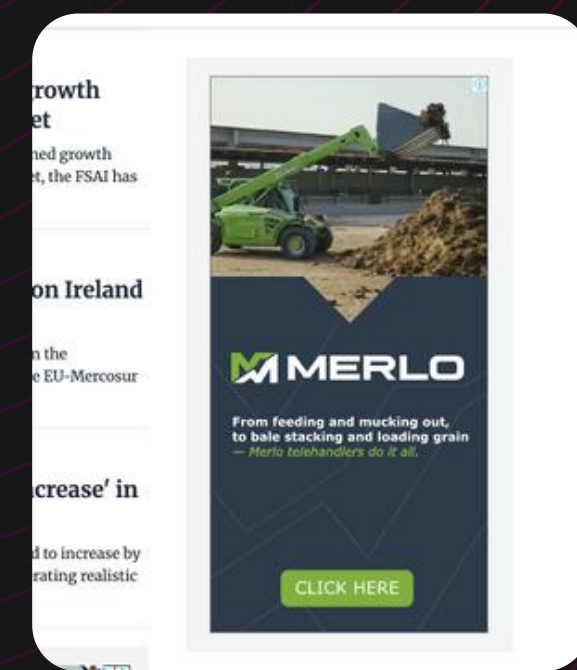 growth
et
ned growth
et, the FSAI has
on Ireland
n the
e EU-Mercosur
crease' in
d to increase by
rating realistic
MERLO
From feeding and mucking out,
to bale stacking and loading grain
— Merlo telehandlers do it all.
CLICK HERE